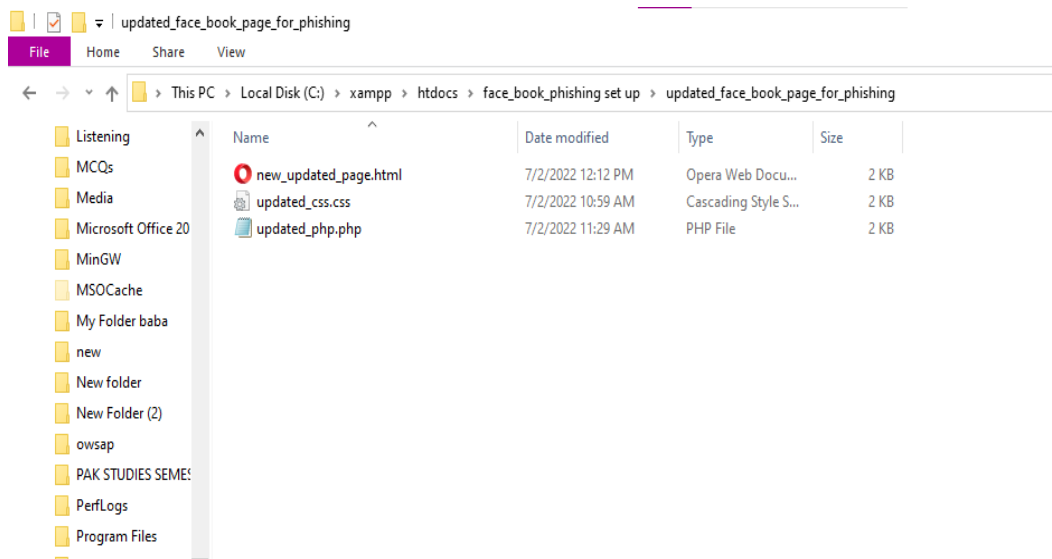 updated_face_book_page_for_phishing
File Home Share View
This PC > Local Disk (C:) > xampp > htdocs > face_book_phishing set up > updated_face_book_page_for_phishing
Listening
MCQs
Media
Microsoft Office 20
MinGW
MSOCache
My Folder baba
new
New folder
New Folder (2)
owsap
PAK STUDIES SEMES
PerfLogs
Program Files
Name Date modified Type Size
new_updated_page.html 7/2/2022 12:12 PM Opera Web Docu... 2 KB
updated_css.css 7/2/2022 10:59 AM Cascading Style S... 2 KB
updated_php.php 7/2/2022 11:29 AM PHP File 2 KB